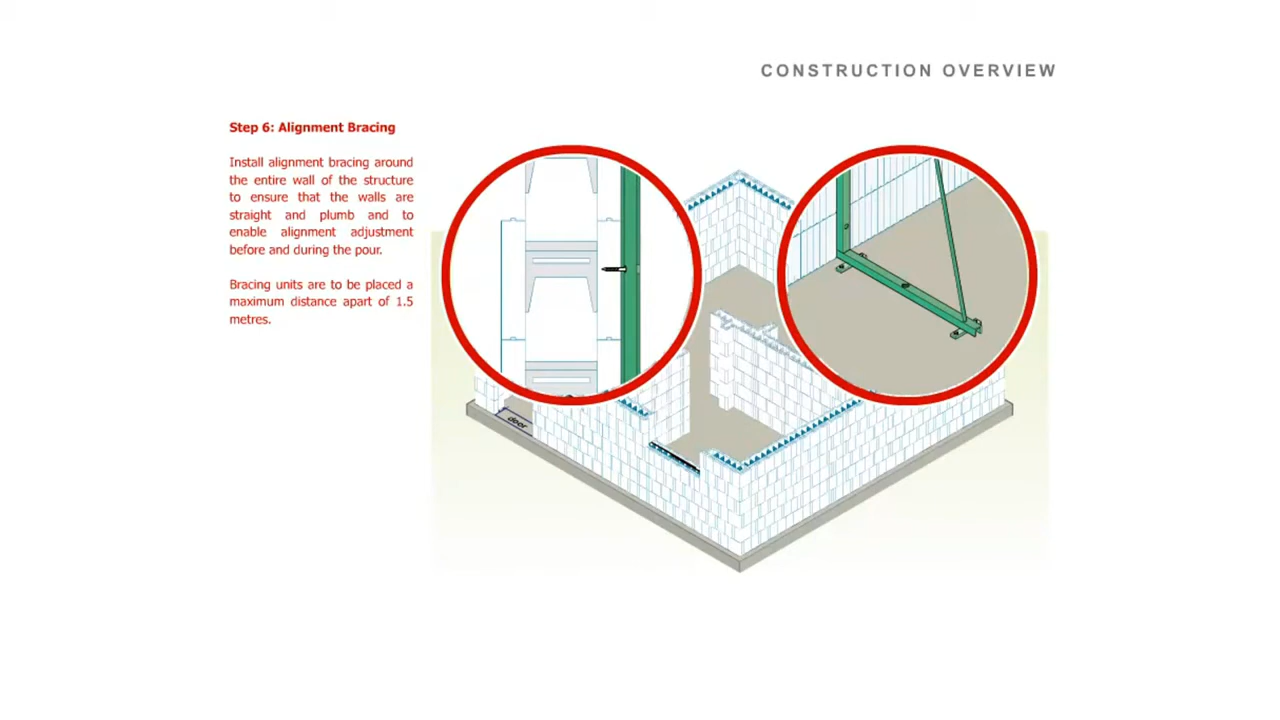 CONSTRUCTION OVERVIEW
Step 6: Alignment Bracing
Install alignment bracing around
the entire wall of the structure
to ensure that the walls are
straight and plumb and to
enable alignment adjustment
before and during the pour.
Bracing units are to be placed a
maximum distance apart of 1.5
metres.
door